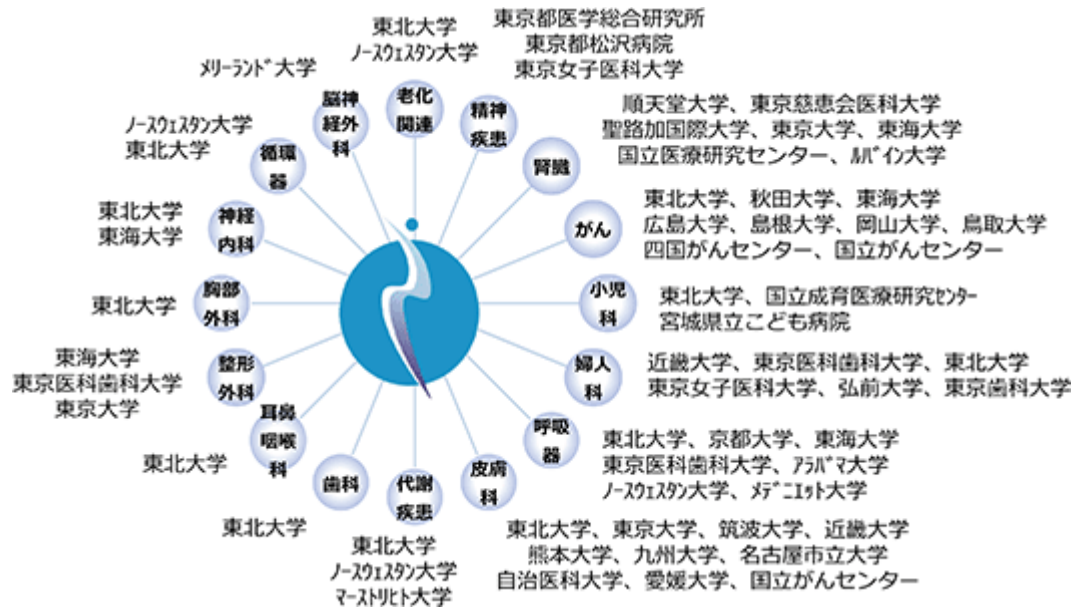 東北大学
ノースウェスタン大学
老化
関連
東京都医学総合研究所
東京都松沢病院
東京女子医科大学
精神
疾患
順天堂大学、東京慈恵会医科大学
聖路加国際大学、東京大学、東海大学
国立医療研究センター、ルバイン大学
腎臓
東北大学、秋田大学、東海大学
広島大学、島根大学、岡山大学、鳥取大学
四国がんセンター、国立がんセンター
がん
東北大学、国立成育医療研究センター
宮城県立こども病院
小児
科
近畿大学、東京医科歯科大学、東北大学
東京女子医科大学、弘前大学、東京歯科大学
婦人
科
東北大学、京都大学、東海大学
東京医科歯科大学、アラバマ大学
ノースウェスタン大学、メデニエット大学
呼吸
器
東北大学、東京大学、筑波大学、近畿大学
熊本大学、九州大学、名古屋市立大学
自治医科大学、愛媛大学、国立がんセンター
皮膚
科
代謝
疾患
東北大学
ノースウェスタン大学
マーストリヒト大学
歯科
東北大学
耳鼻
咽喉
科
東北大学
整形
外科
東海大学
東京医科歯科大学
東京大学
胸部
外科
東北大学
神経
内科
東北大学
東海大学
循環
器
ノースウェスタン大学
東北大学
脳神
経外
科
メリーランド大学